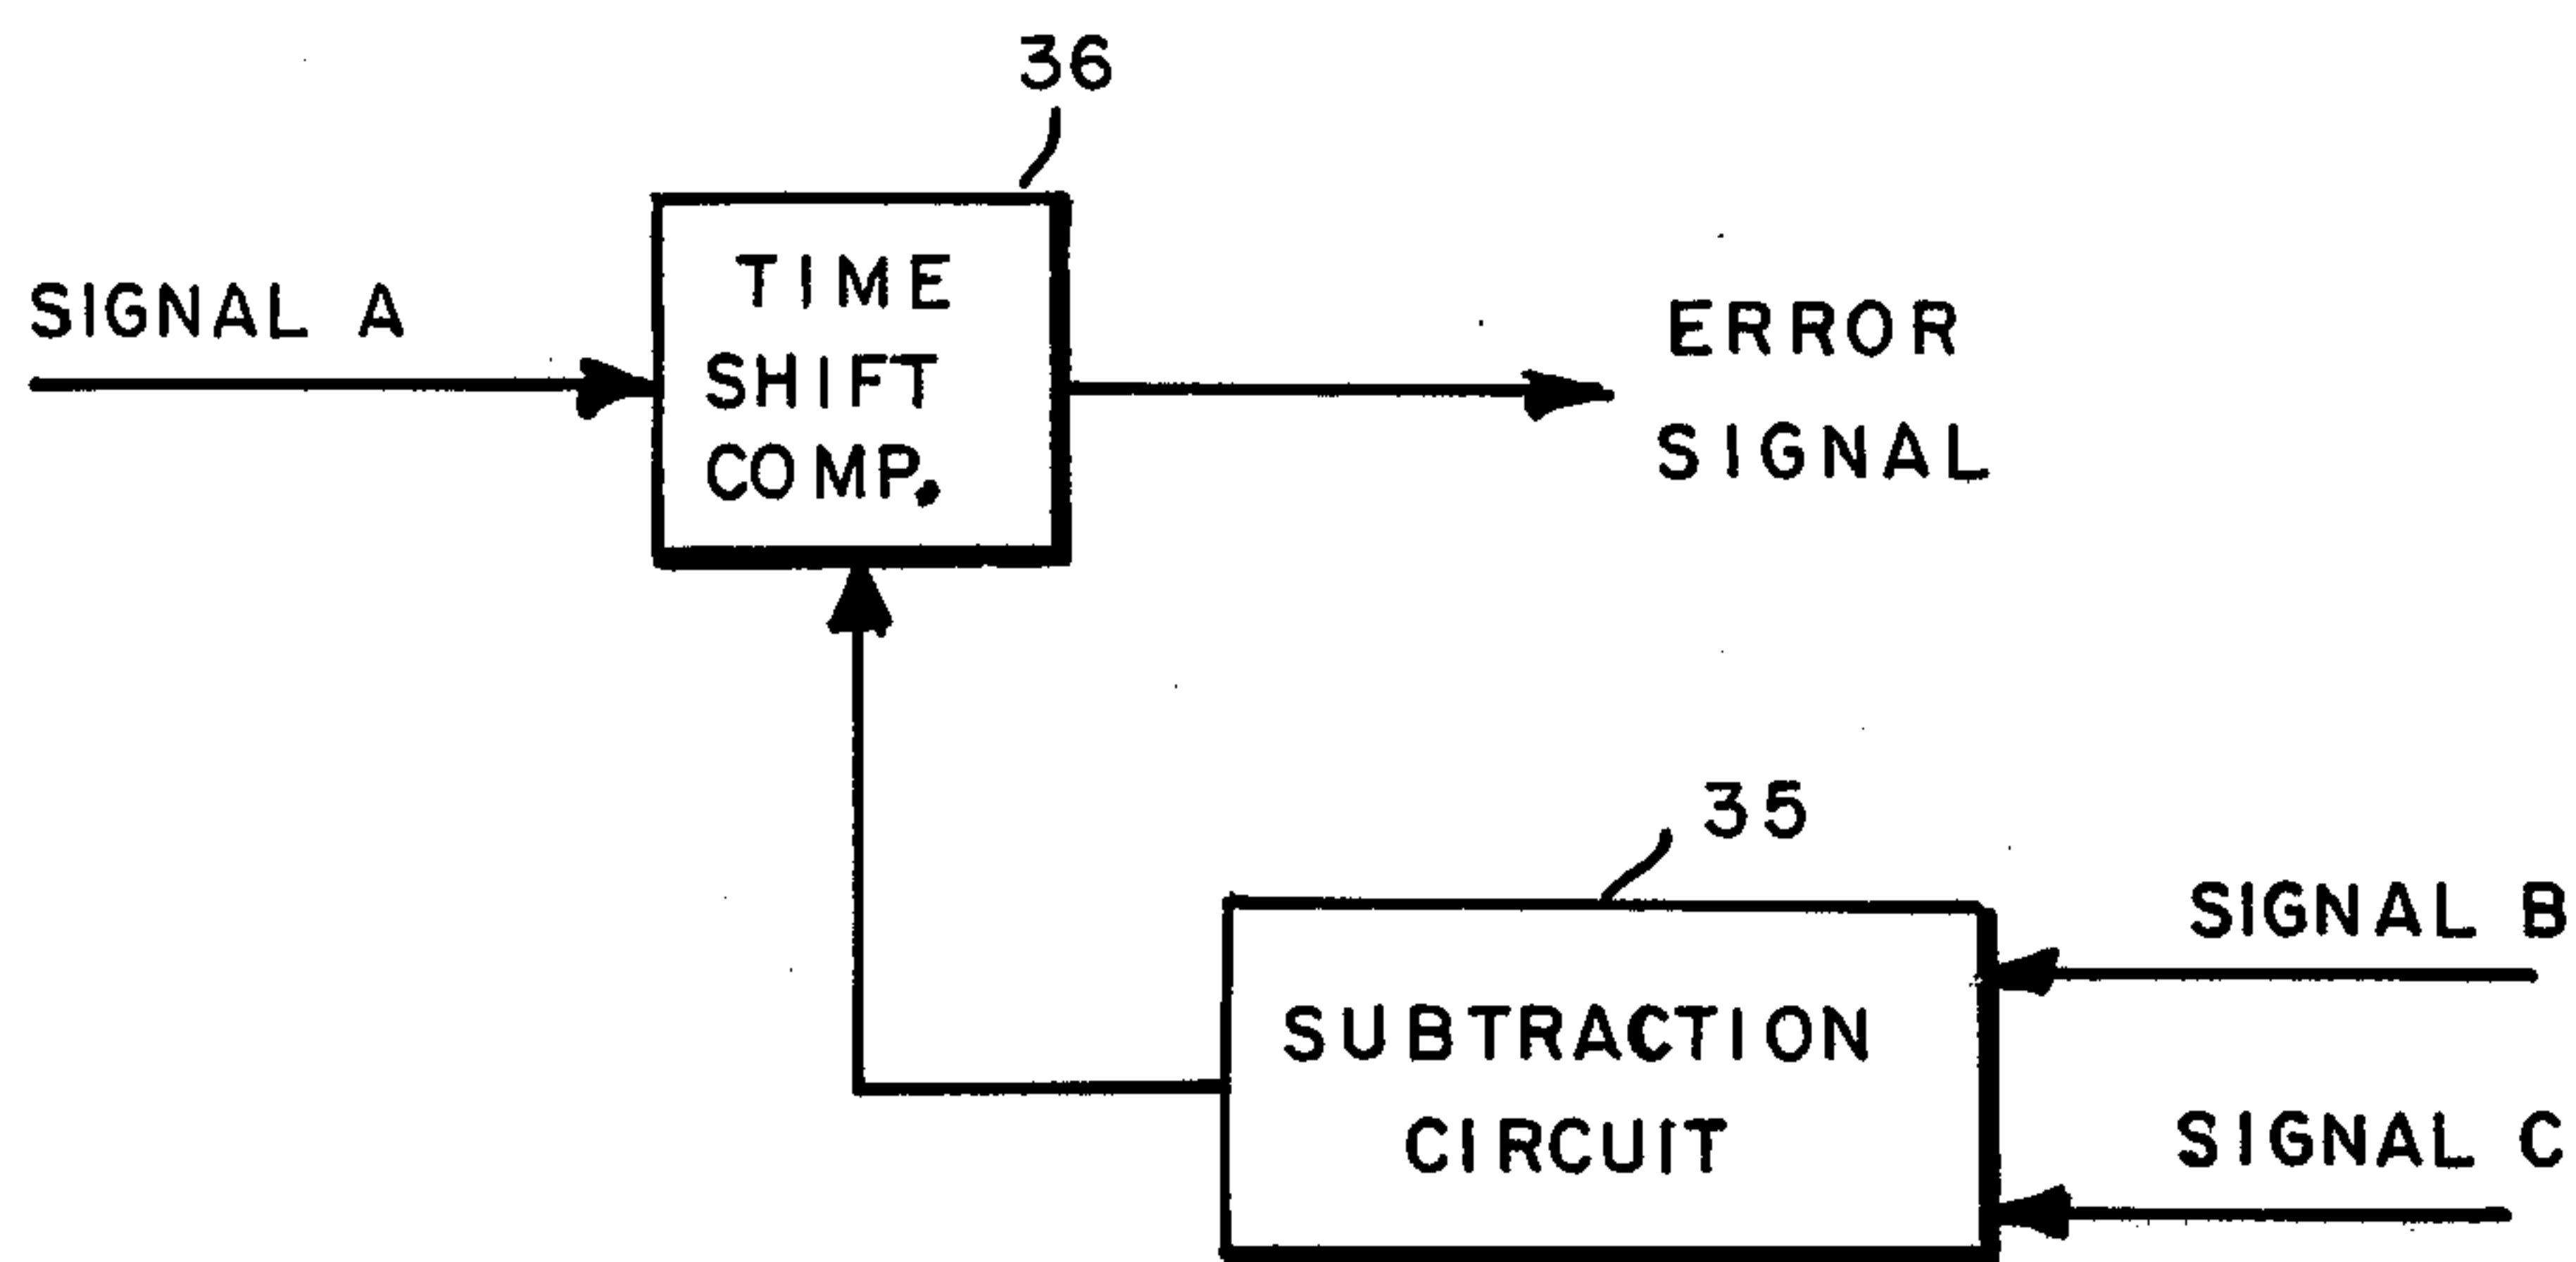 36
SIGNAL A
TIME
SHIFT
COMP.
ERROR
SIGNAL
35
SIGNAL B
SUBTRACTION
CIRCUIT
SIGNAL C